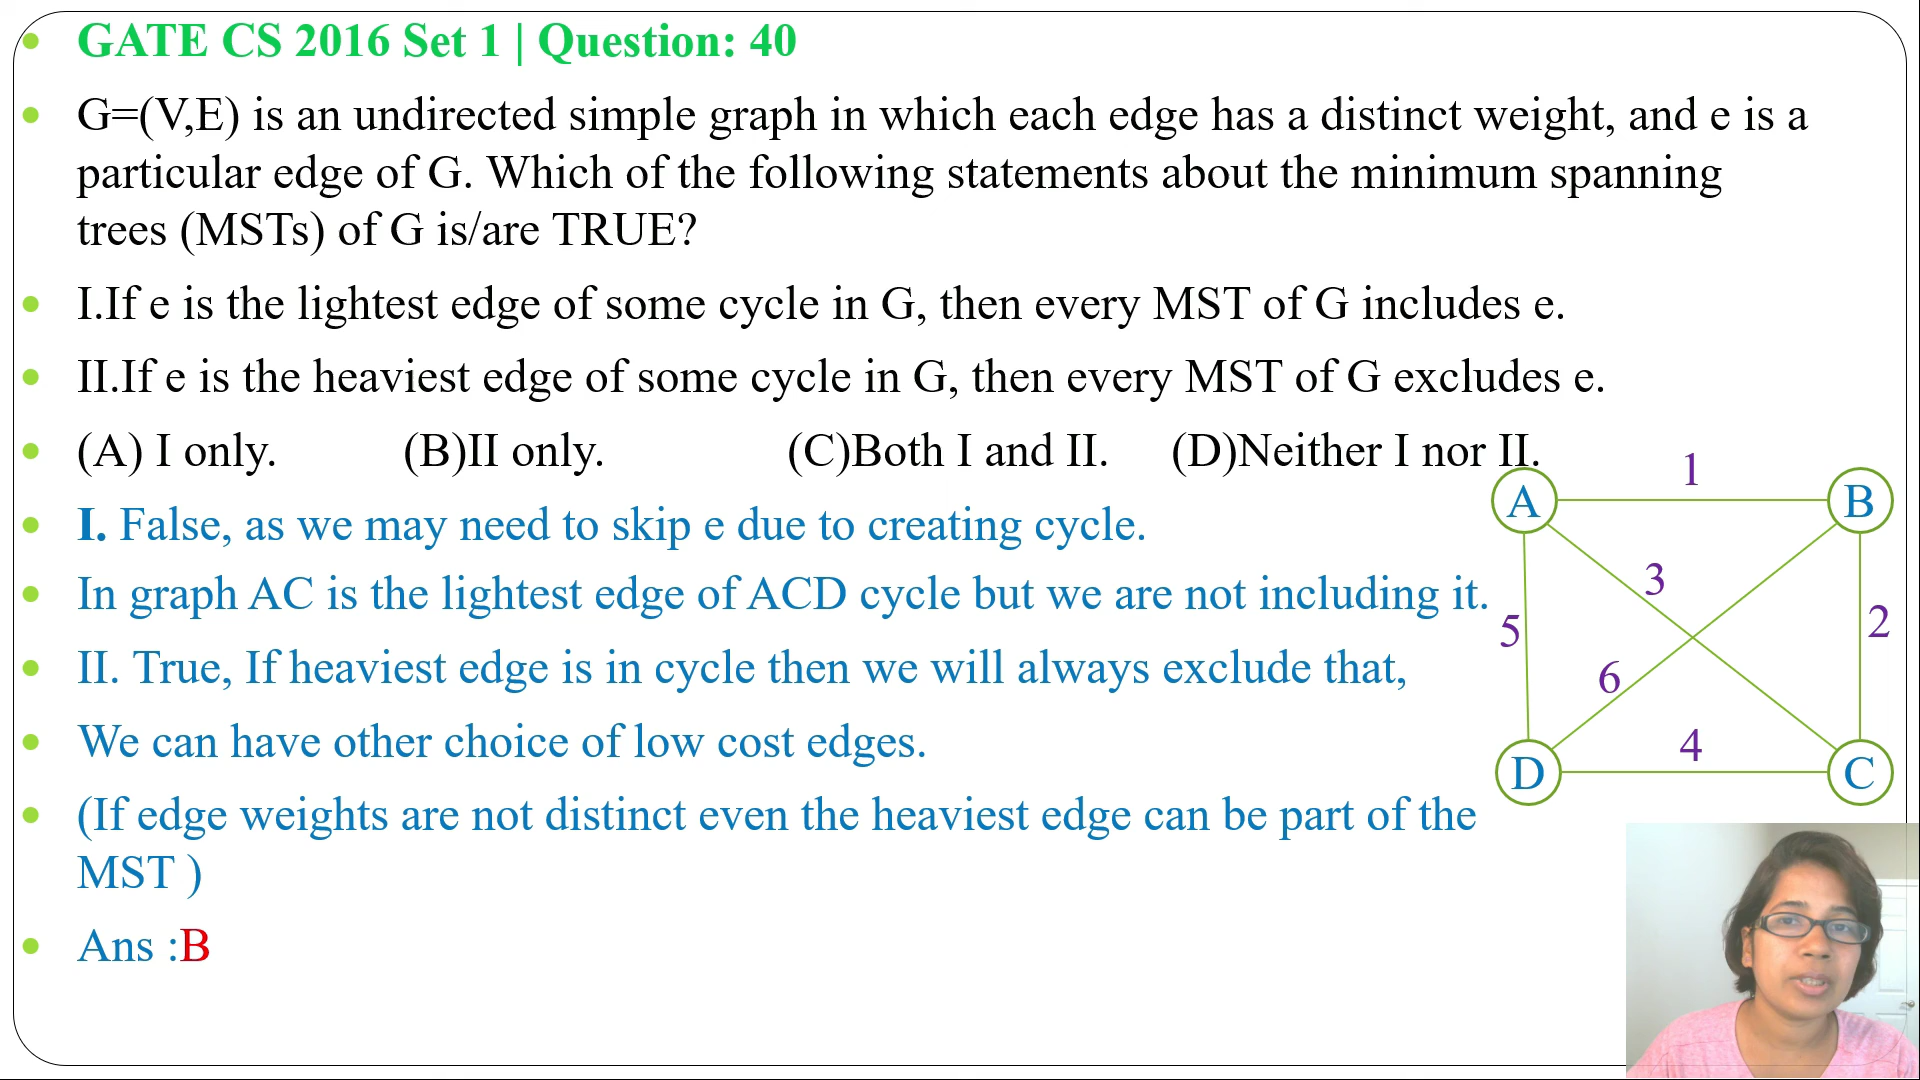 GATE CS 2016 Set 1 | Question: 40
G=(V,E) is an undirected simple graph in which each edge has a distinct weight, and e is a
particular edge of G. Which of the following statements about the minimum spanning
trees (MSTs) of G is/are TRUE?
I.If e is the lightest edge of some cycle in G, then every MST of G includes e.
II.If e is the heaviest edge of some cycle in G, then every MST of G excludes e.
(A) I only. (B)II only. (C)Both I and II. (D)Neither I nor II.
I. False, as we may need to skip e due to creating cycle.
In graph AC is the lightest edge of ACD cycle but we are not including it.
II. True, If heaviest edge is in cycle then we will always exclude that,
We can have other choice of low cost edges.
(If edge weights are not distinct even the heaviest edge can be part of the
MST )
Ans :B
1
A B
3
5 2
6
4
D C